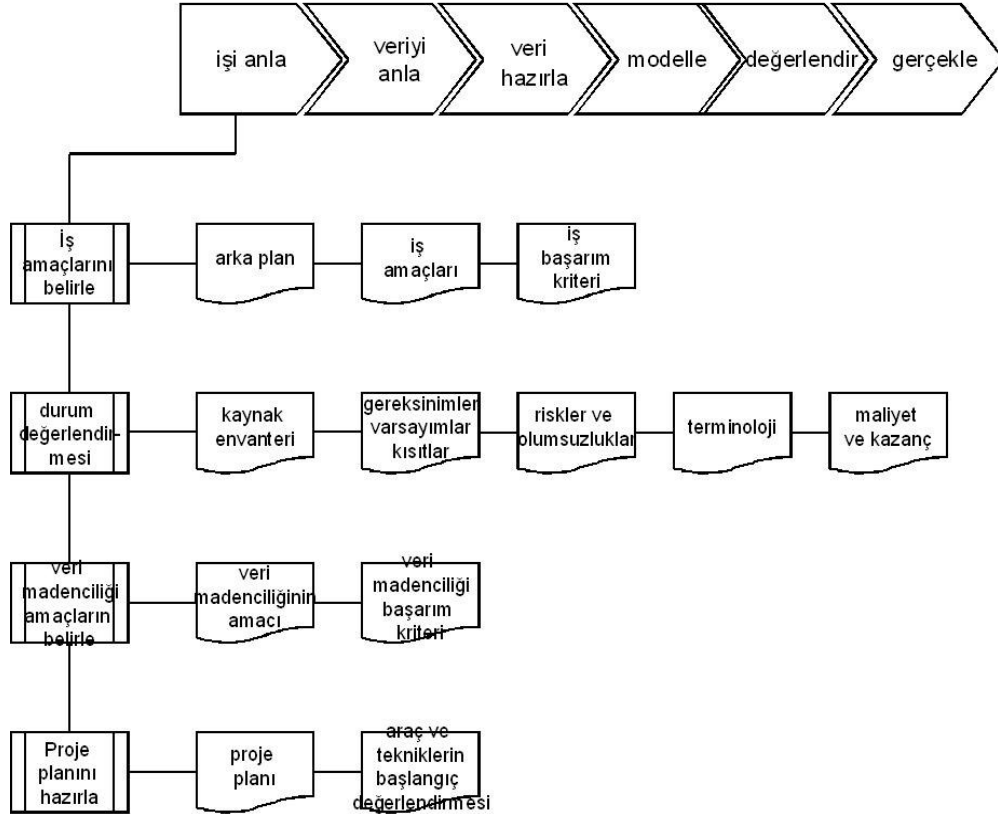 işi anla
veriyi
anla
veri
hazırla
modelle
değerlendir
gerçekle
İş
amaçlarını
belirle
arka plan
iş
amaçları
iş
başarım
kriteri
durum
değerlendir-
mesi
kaynak
envanteri
gereksinimler
varsayımlar
kısıtlar
riskler ve
olumsuzluklar
terminoloji
maliyet
ve kazanç
veri
madenciliği
amaçların
belirle
veri
madenciliğinin
amacı
veri
madenciliği
başarım
kriteri
Proje
planını
hazırla
proje
planı
araç ve
tekniklerin
başlangıç
değerlendirmesi